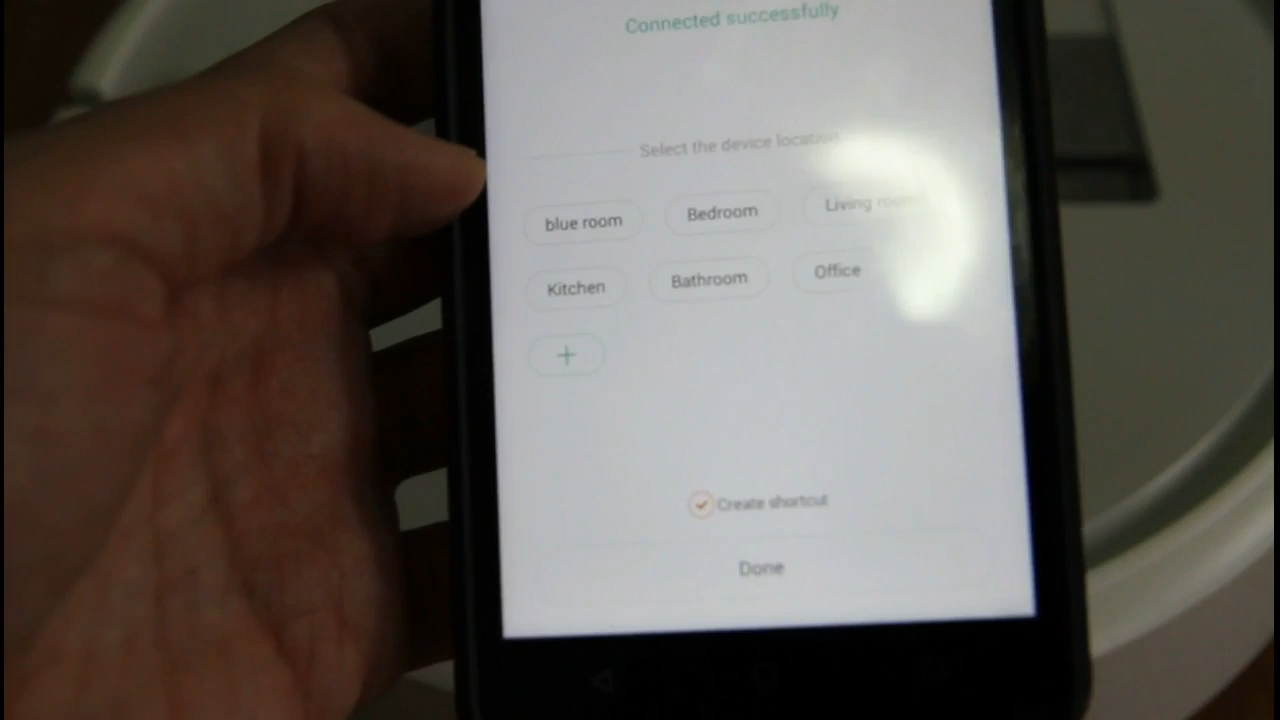 Connected successfully
Select the device location
blue room
Bedroom
Living room
Kitchen
Bathroom
Office
+
Create shortcut
Done